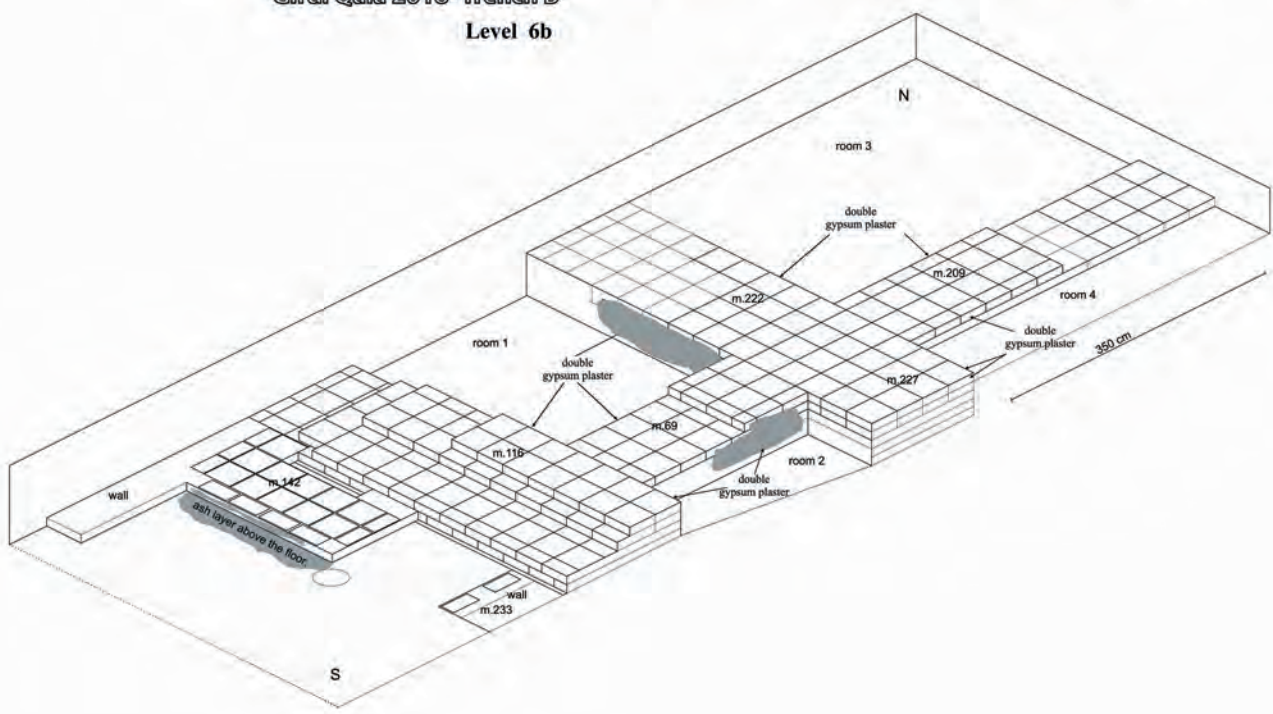 Level 6b
N
room 3
double
gypsum plaster
m.209
m.222
room 4
room 1
double
gypsum plaster
double
gypsum plaster
350 cm
m.227
m.69
m.116
room 2
double
gypsum plaster
m.142
wall
ash layer above the floor.
wall
m.233
S